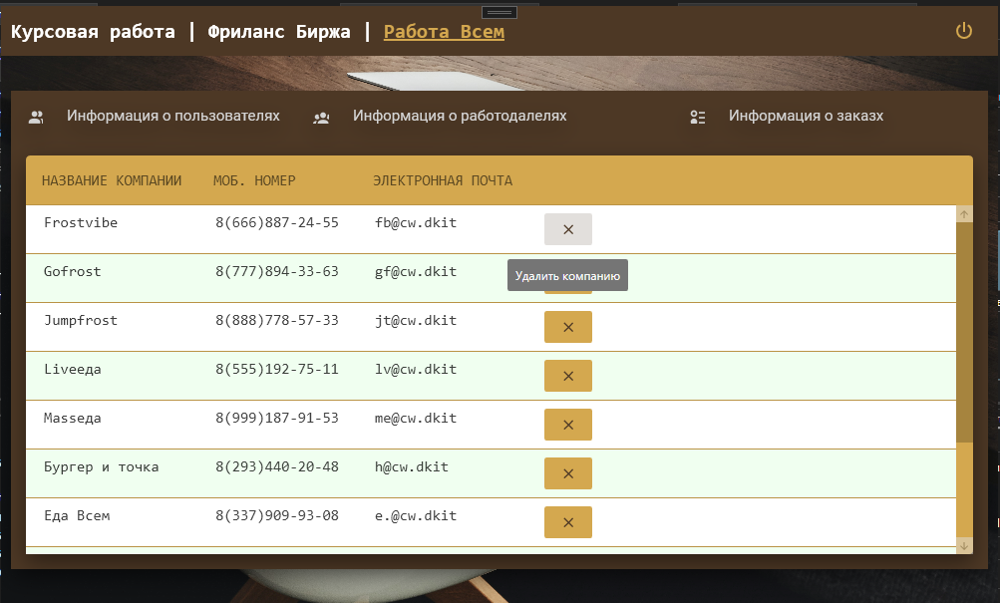 Курсовая работа | Фриланс Биржа | Работа Всем
Информация о пользователях Информация о работодалелях Информация о заказх
НАЗВАНИЕ КОМПАНИИ МОБ. НОМЕР ЭЛЕКТРОННАЯ ПОЧТА
Frostvibe 8(666)887-24-55 fb@cw.dkit
Gofrost 8(777)894-33-63 gf@cw.dkit
Удалить компанию
Jumpfrost 8(888)778-57-33 jt@cw.dkit
Liveеда 8(555)192-75-11 lv@cw.dkit
Massеда 8(999)187-91-53 me@cw.dkit
Бургер и точка 8(293)440-20-48 h@cw.dkit
Еда Всем 8(337)909-93-08 e.@cw.dkit